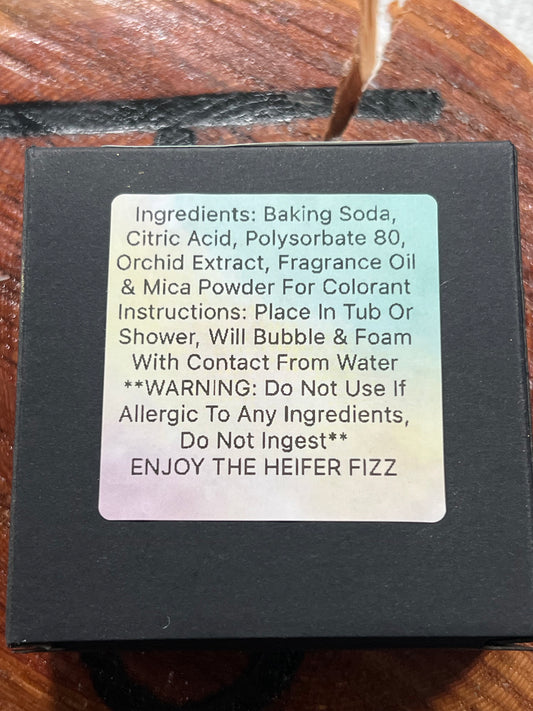 Ingredients: Baking Soda,
Citric Acid, Polysorbate 80,
Orchid Extract, Fragrance Oil
& Mica Powder For Colorant
Instructions: Place In Tub Or
Shower, Will Bubble & Foam
With Contact From Water
**WARNING: Do Not Use If
Allergic To Any Ingredients,
Do Not Ingest**
ENJOY THE HEIFER FIZZ